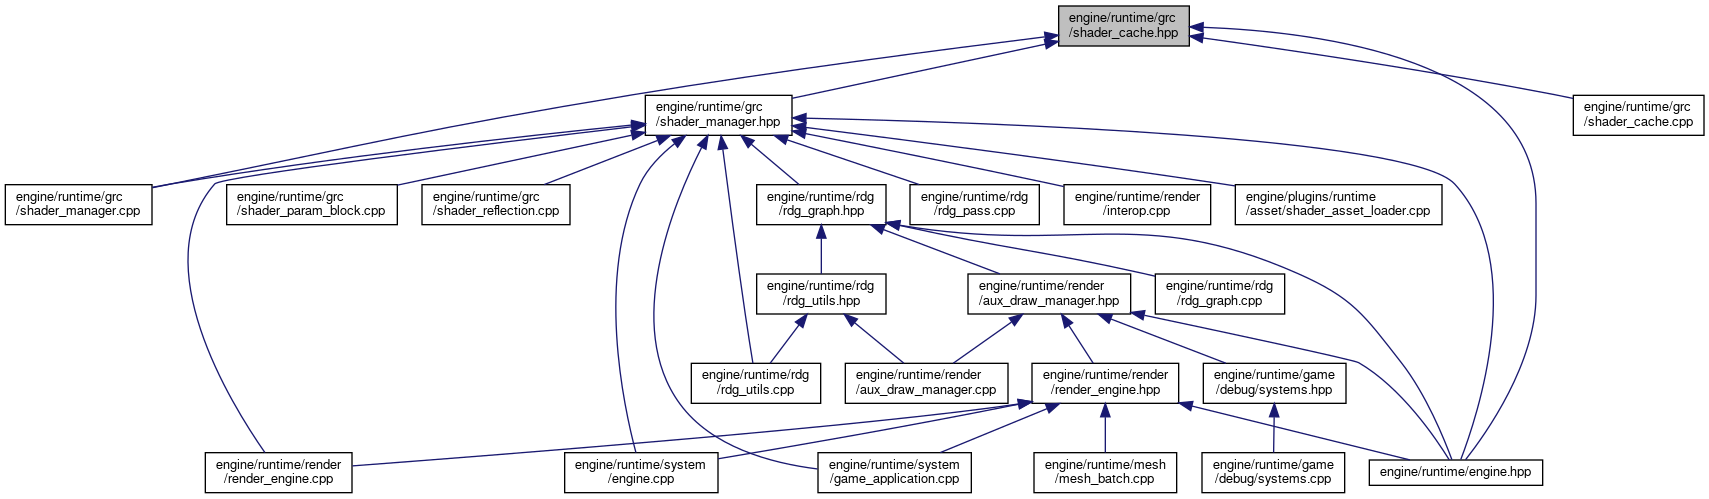 engine/runtime/grc
/shader_cache.hpp
engine/runtime/grc
/shader_manager.hpp
engine/runtime/grc
/shader_cache.cpp
engine/runtime/grc
/shader_manager.cpp
engine/runtime/grc
/shader_param_block.cpp
engine/runtime/grc
/shader_reflection.cpp
engine/runtime/rdg
/rdg_graph.hpp
engine/runtime/rdg
/rdg_pass.cpp
engine/runtime/render
/interop.cpp
engine/plugins/runtime
/asset/shader_asset_loader.cpp
engine/runtime/rdg
/rdg_utils.hpp
engine/runtime/render
/aux_draw_manager.hpp
engine/runtime/rdg
/rdg_graph.cpp
engine/runtime/rdg
/rdg_utils.cpp
engine/runtime/render
/aux_draw_manager.cpp
engine/runtime/render
/render_engine.hpp
engine/runtime/game
/debug/systems.hpp
engine/runtime/render
/render_engine.cpp
engine/runtime/system
/engine.cpp
engine/runtime/system
/game_application.cpp
engine/runtime/mesh
/mesh_batch.cpp
engine/runtime/game
/debug/systems.cpp
engine/runtime/engine.hpp